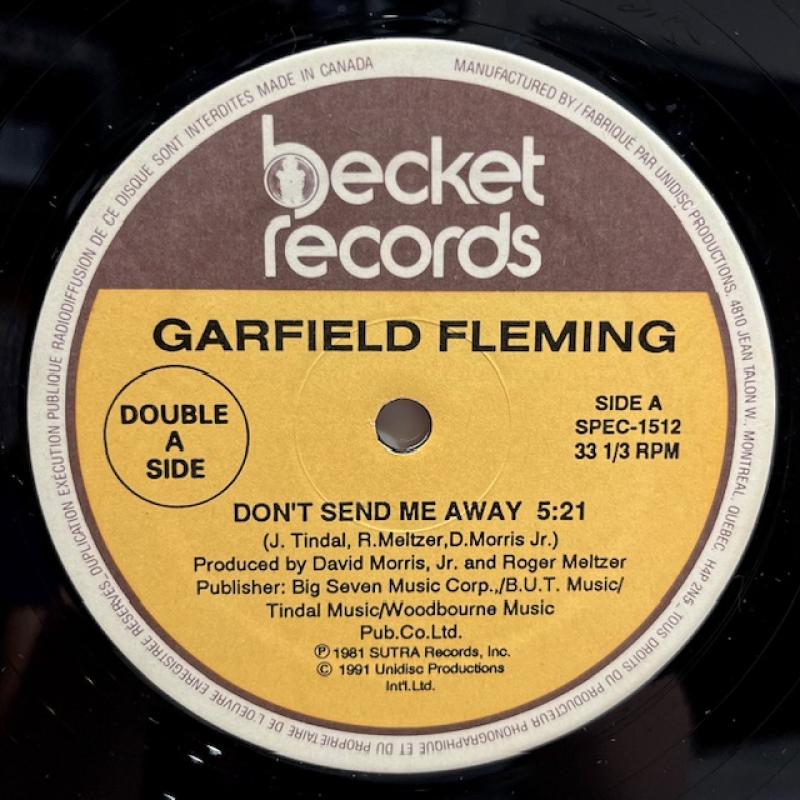 becket
records
GARFIELD FLEMING
DOUBLE
A
SIDE
SIDE A
SPEC-1512
33 1/3 RPM
DON'T SEND ME AWAY 5:21
(J. Tindal, R.Meltzer,D.Morris Jr.)
Produced by David Morris, Jr. and Roger Meltzer
Publisher: Big Seven Music Corp.,/B.U.T. Music/
Tindal Music/Woodbourne Music
Pub.Co.Ltd.
℗ 1981 SUTRA Records, Inc.
© 1991 Unidisc Productions
Int'l.Ltd.
MANUFACTURED BY/FABRIQUE PAR UNIDISC PRODUCTIONS. 4810 JEAN TALON W., MONTREAL, QUEBEC. H4P 2N5_ TOUS DROITS DU PRODUCTEUR PHONOGRAPHIQUE ET DU PROPRIETAIRE DE L'OEUVRE ENREGISTREE RÉSERVÉS_ DUPLICATION EXÉCUTION PUBLIQUE RADIODIFFUSION DE CE DISQUE SONT INTERDITES MADE IN CANADA